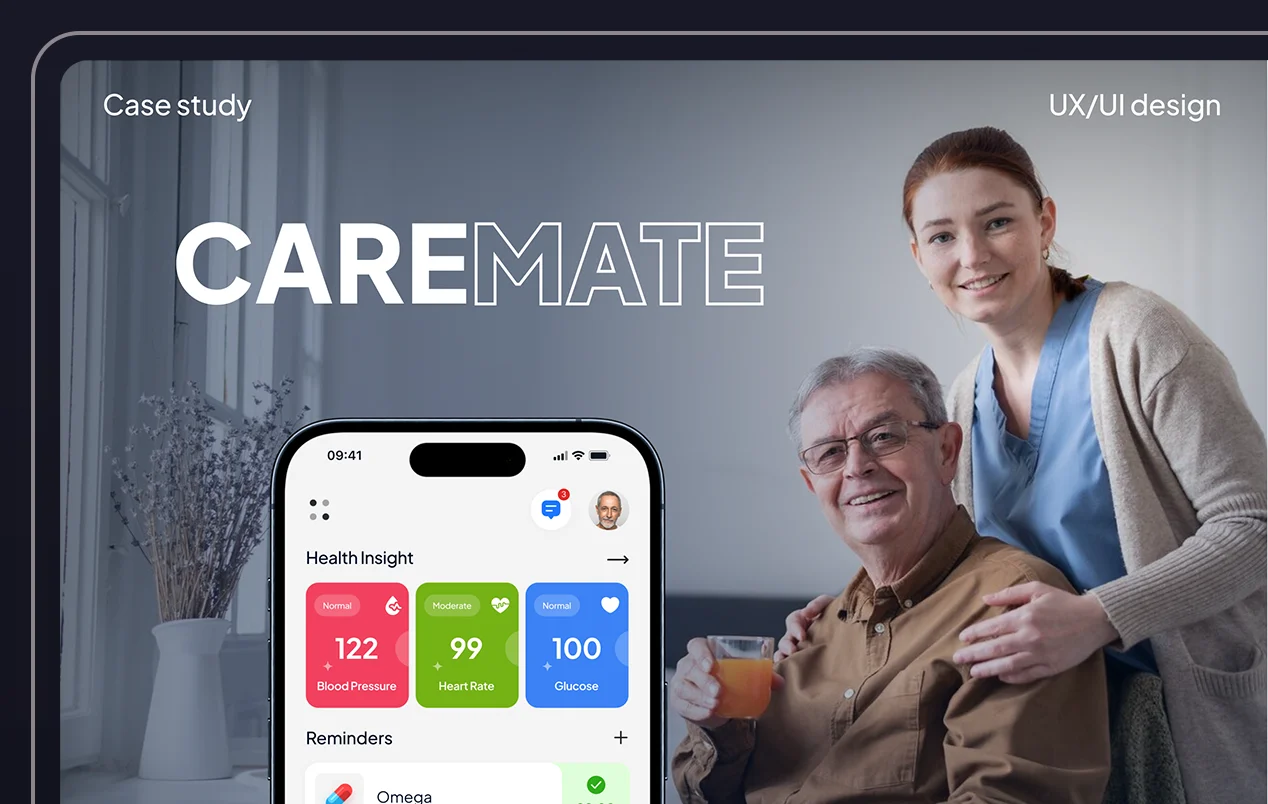 Case study
UX/UI design
CAREMATE
09:41
3
Health Insight
Normal
Moderate
Normal
122
99
100
Blood Pressure
Heart Rate
Glucose
Reminders
Omega